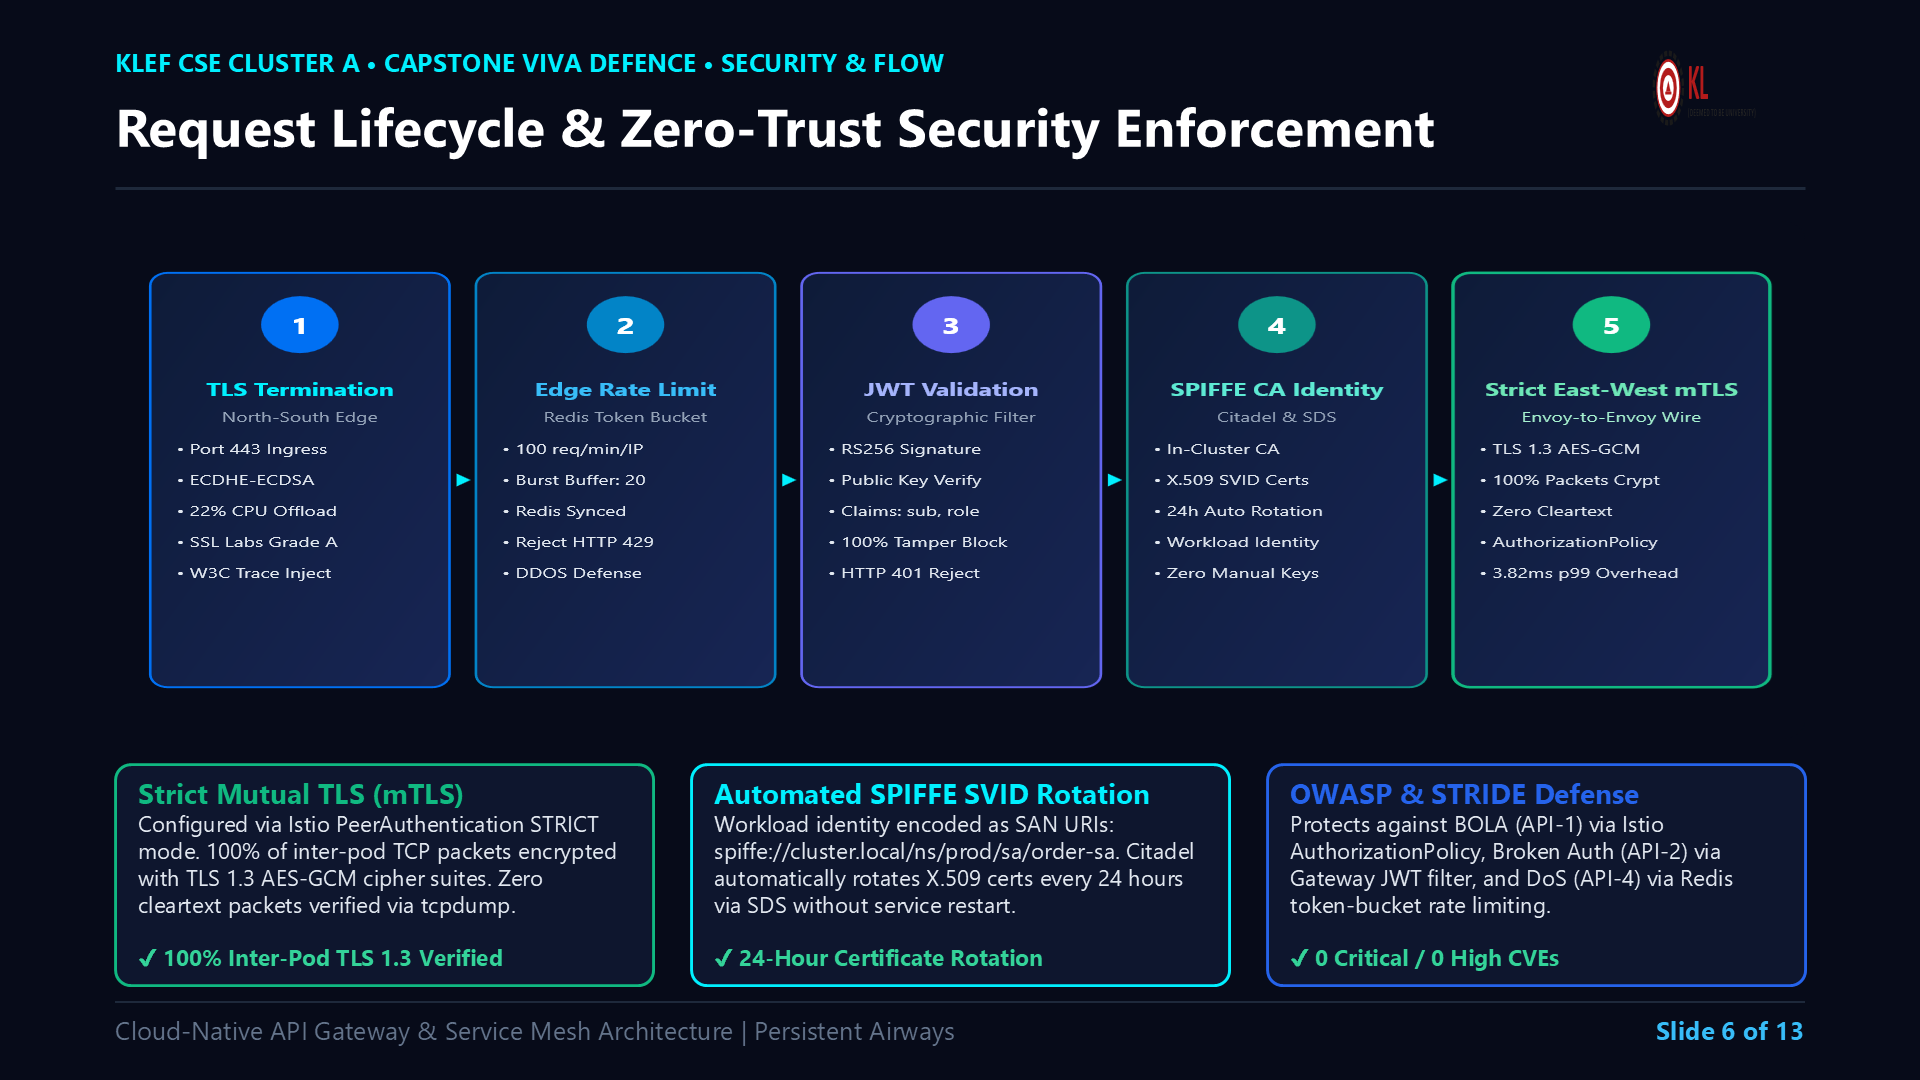 KLEF CSE CLUSTER A • CAPSTONE VIVA DEFENCE • SECURITY & FLOW
Request Lifecycle & Zero-Trust Security Enforcement
KL
(DEEMED TO BE UNIVERSITY)
1
TLS Termination
North-South Edge
• Port 443 Ingress
• ECDHE-ECDSA
• 22% CPU Offload
• SSL Labs Grade A
• W3C Trace Inject
2
Edge Rate Limit
Redis Token Bucket
• 100 req/min/IP
• Burst Buffer: 20
• Redis Synced
• Reject HTTP 429
• DDOS Defense
3
JWT Validation
Cryptographic Filter
• RS256 Signature
• Public Key Verify
• Claims: sub, role
• 100% Tamper Block
• HTTP 401 Reject
4
SPIFFE CA Identity
Citadel & SDS
• In-Cluster CA
• X.509 SVID Certs
• 24h Auto Rotation
• Workload Identity
• Zero Manual Keys
5
Strict East-West mTLS
Envoy-to-Envoy Wire
• TLS 1.3 AES-GCM
• 100% Packets Crypt
• Zero Cleartext
• AuthorizationPolicy
• 3.82ms p99 Overhead
Strict Mutual TLS (mTLS)
Configured via Istio PeerAuthentication STRICT
mode. 100% of inter-pod TCP packets encrypted
with TLS 1.3 AES-GCM cipher suites. Zero
cleartext packets verified via tcpdump.
✓ 100% Inter-Pod TLS 1.3 Verified
Automated SPIFFE SVID Rotation
Workload identity encoded as SAN URIs:
spiffe://cluster.local/ns/prod/sa/order-sa. Citadel
automatically rotates X.509 certs every 24 hours
via SDS without service restart.
✓ 24-Hour Certificate Rotation
OWASP & STRIDE Defense
Protects against BOLA (API-1) via Istio
AuthorizationPolicy, Broken Auth (API-2) via
Gateway JWT filter, and DoS (API-4) via Redis
token-bucket rate limiting.
✓ 0 Critical / 0 High CVEs
Cloud-Native API Gateway & Service Mesh Architecture | Persistent Airways
Slide 6 of 13